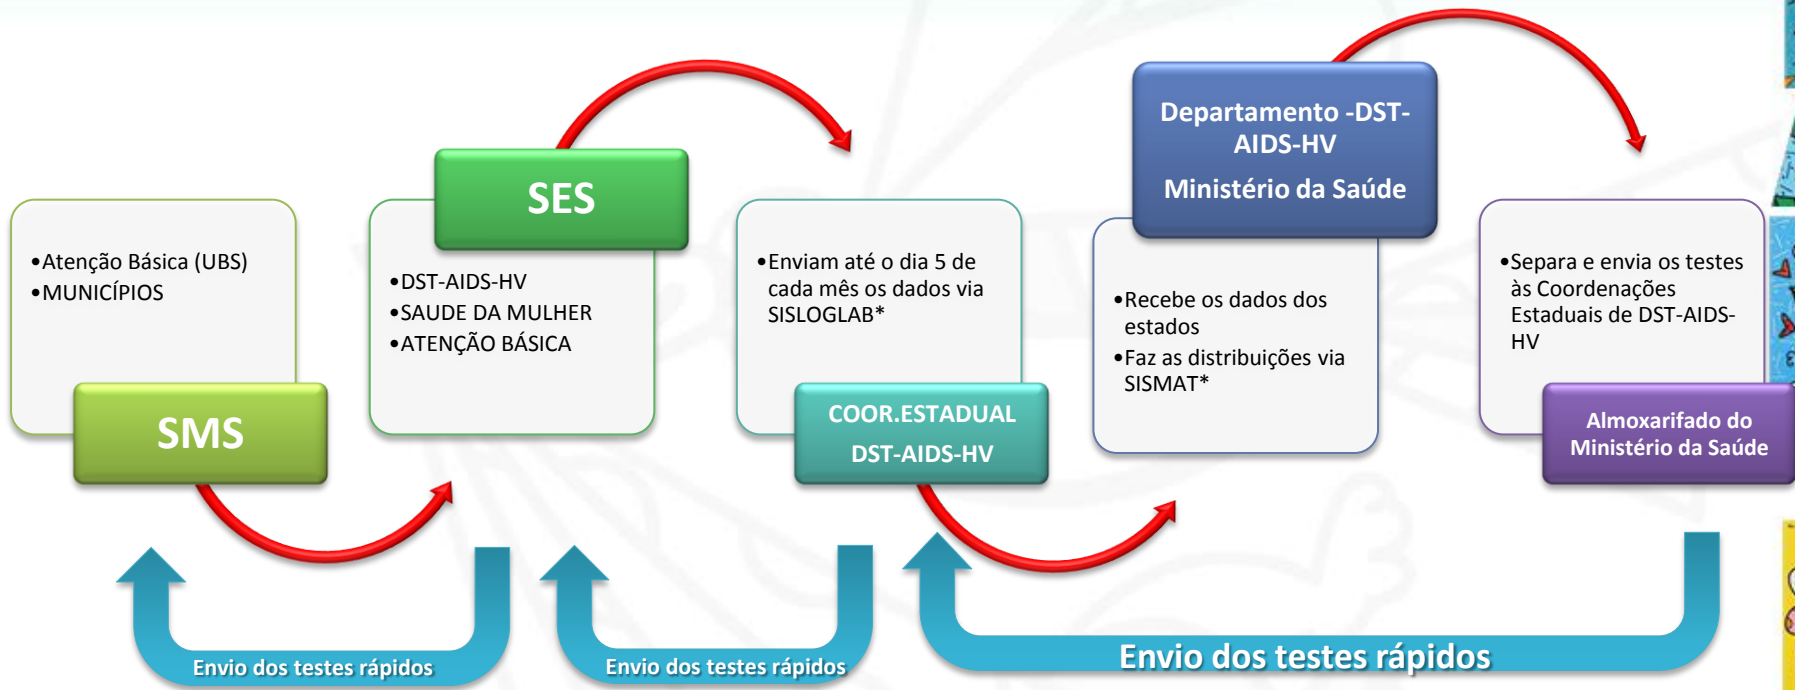 •Atenção Básica (UBS)
•MUNICÍPIOS
SMS
SES
•DST-AIDS-HV
•SAUDE DA MULHER
•ATENÇÃO BÁSICA
•Enviam até o dia 5 de
cada mês os dados via
SISLOGLAB*
COOR.ESTADUAL
DST-AIDS-HV
Departamento -DST-
AIDS-HV
Ministério da Saúde
•Recebe os dados dos
estados
•Faz as distribuições via
SISMAT*
•Separa e envia os testes
às Coordenações
Estaduais de DST-AIDS-
HV
Almoxarifado do
Ministério da Saúde
Envio dos testes rápidos
Envio dos testes rápidos
Envio dos testes rápidos